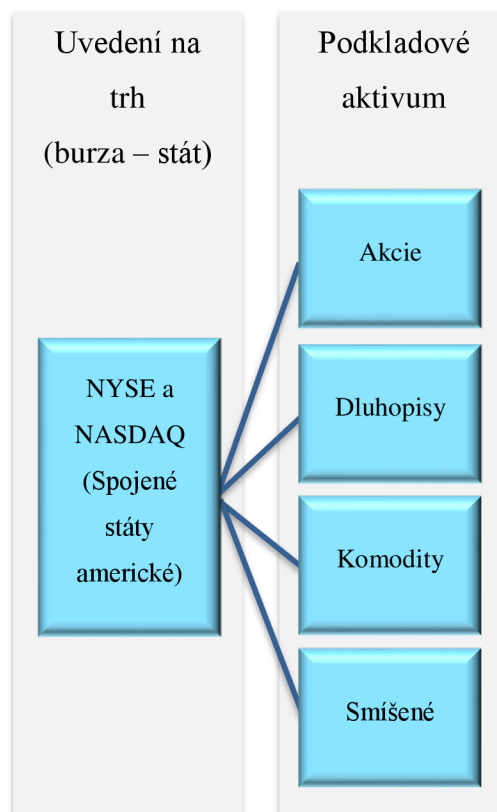 Uvedení na
trh
(burza – stát)
Podkladové
aktivum
NYSE a
NASDAQ
(Spojené
státy
americké)
Akcie
Dluhopisy
Komodity
Smíšené